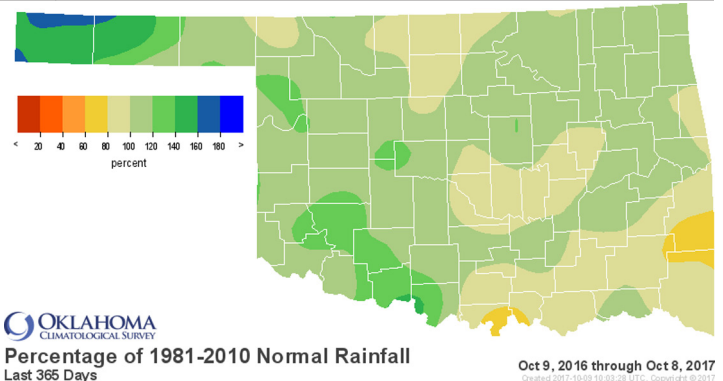 < 20 40 60 80 100 120 140 160 180 >
percent
OKLAHOMA
CLIMATOLOGICAL SURVEY
Percentage of 1981-2010 Normal Rainfall
Last 365 Days
Oct 9, 2016 through Oct 8, 2017
Created 2017-10-09 10:03:28 UTC. Copyright © 2017